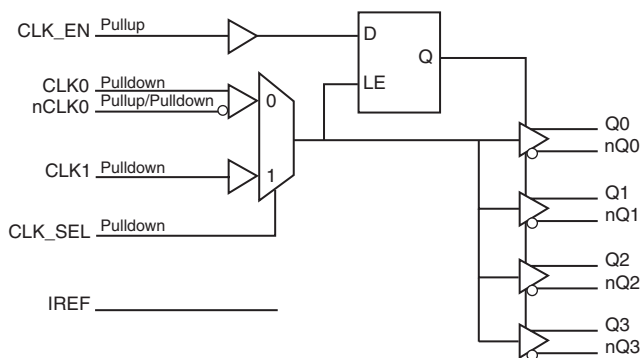 CLK_EN Pullup
D
Q
LE
CLK0 Pulldown
nCLK0 Pullup/Pulldown
0
CLK1 Pulldown
1
CLK_SEL Pulldown
IREF
Q0
nQ0
Q1
nQ1
Q2
nQ2
Q3
nQ3